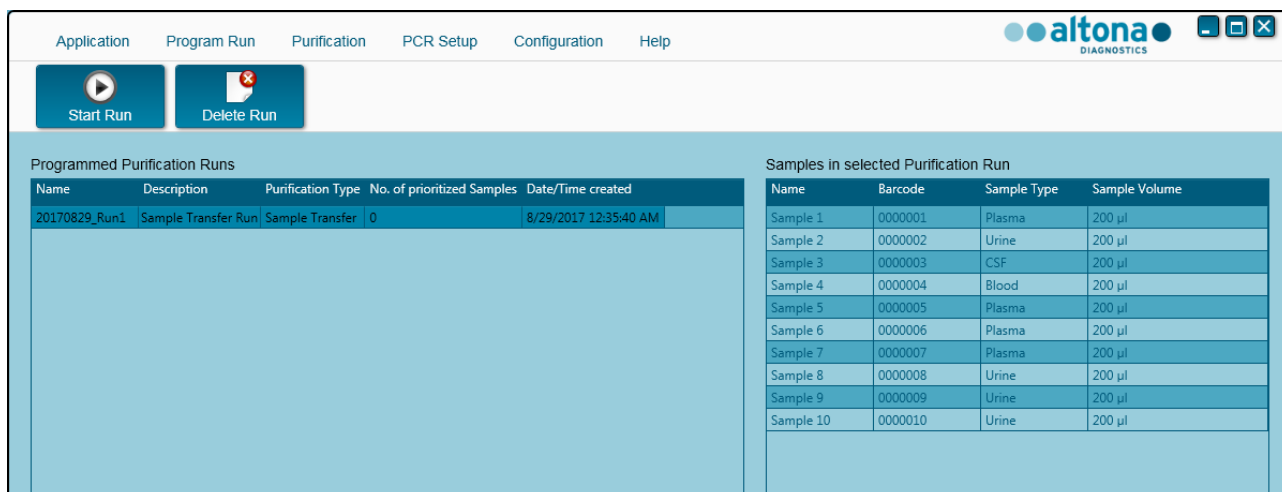 Application Program Run Purification PCR Setup Configuration Help
altona
DIAGNOSTICS
Start Run Delete Run
Programmed Purification Runs
Name Description Purification Type No. of prioritized Samples Date/Time created
20170829_Run1 Sample Transfer Run Sample Transfer 0 8/29/2017 12:35:40 AM
Samples in selected Purification Run
Name Barcode Sample Type Sample Volume
Sample 1 0000001 Plasma 200 µl
Sample 2 0000002 Urine 200 µl
Sample 3 0000003 CSF 200 µl
Sample 4 0000004 Blood 200 µl
Sample 5 0000005 Plasma 200 µl
Sample 6 0000006 Plasma 200 µl
Sample 7 0000007 Plasma 200 µl
Sample 8 0000008 Urine 200 µl
Sample 9 0000009 Urine 200 µl
Sample 10 0000010 Urine 200 µl